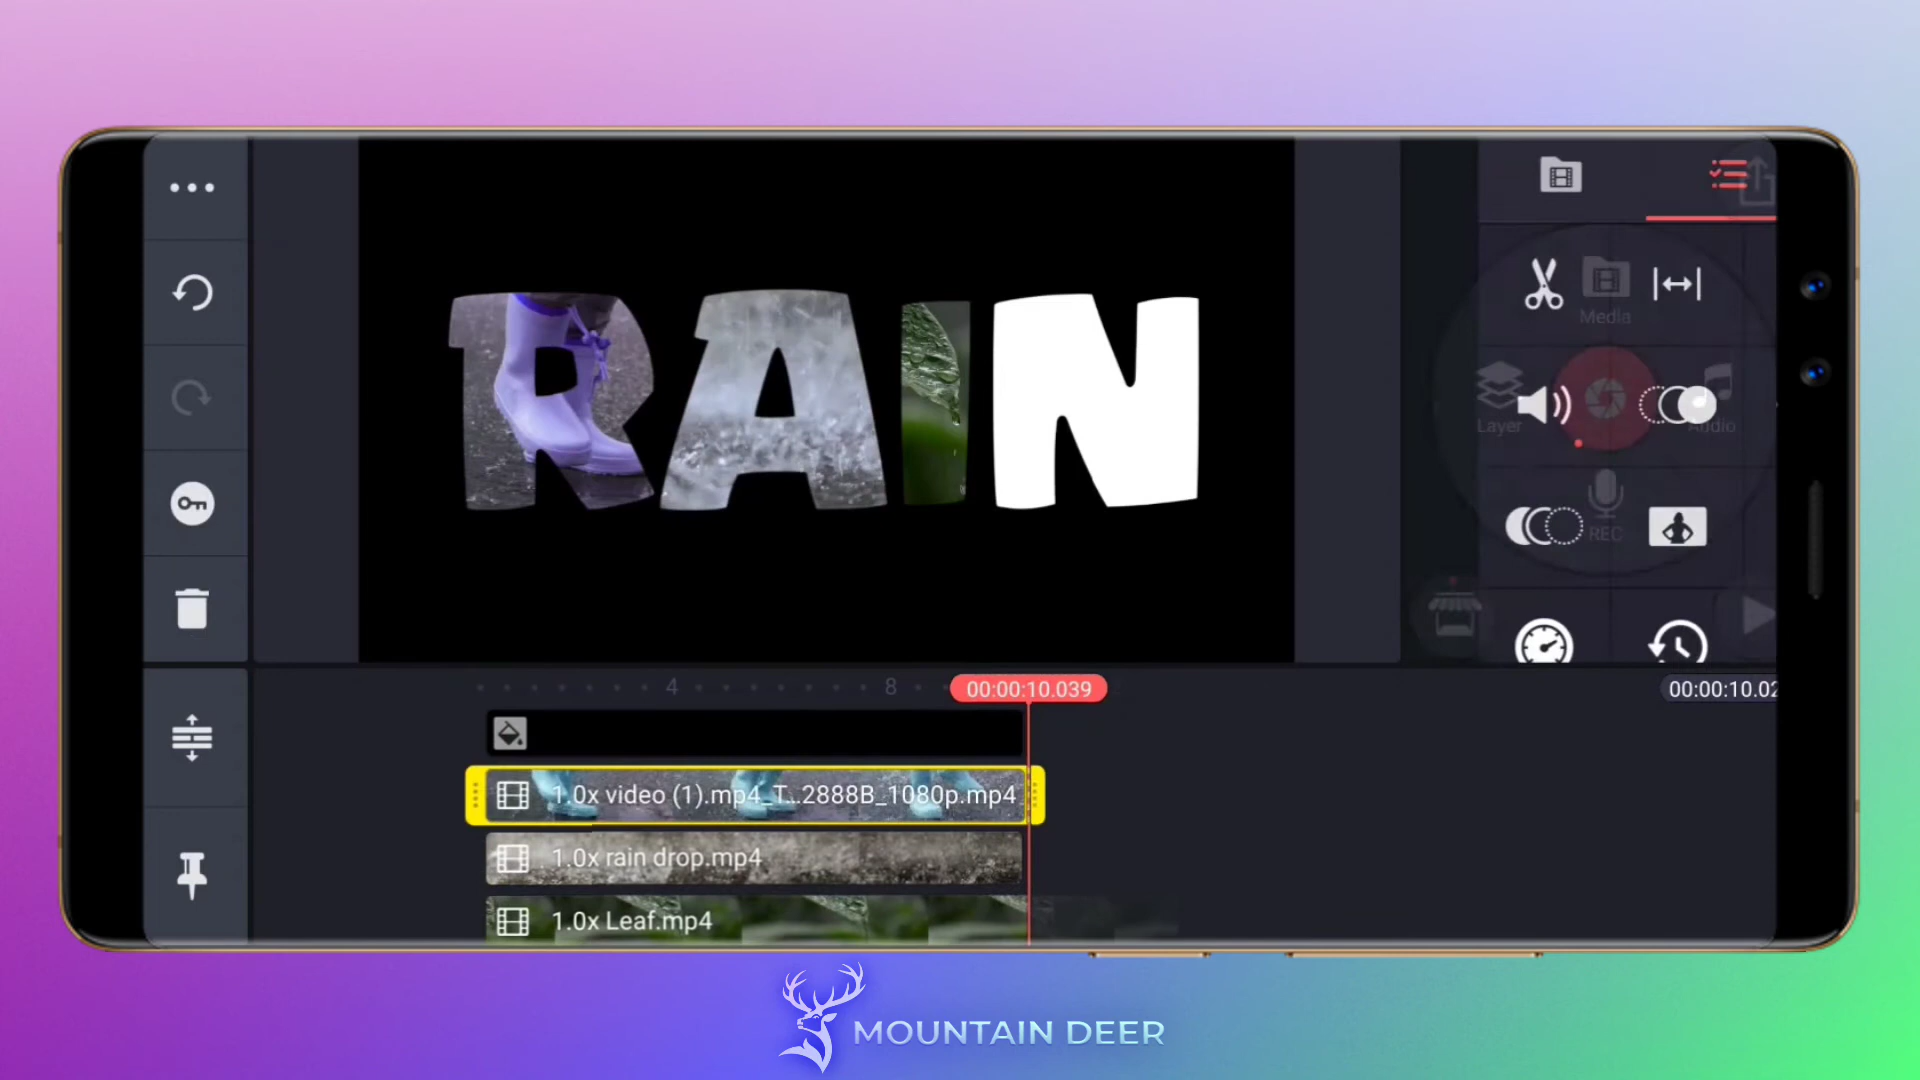 RAIN
Media
Layer
Audio
REC
4
8
00:00:10.039
00:00:10.02
1.0x video (1).mp4_T...2888B_1080p.mp4
1.0x rain drop.mp4
1.0x Leaf.mp4
MOUNTAIN DEER